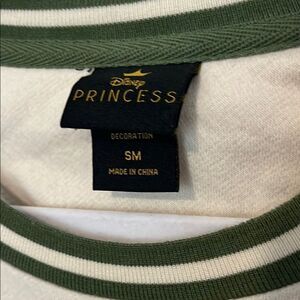 Disney
PRINCESS
DECORATION
SM
MADE IN CHINA